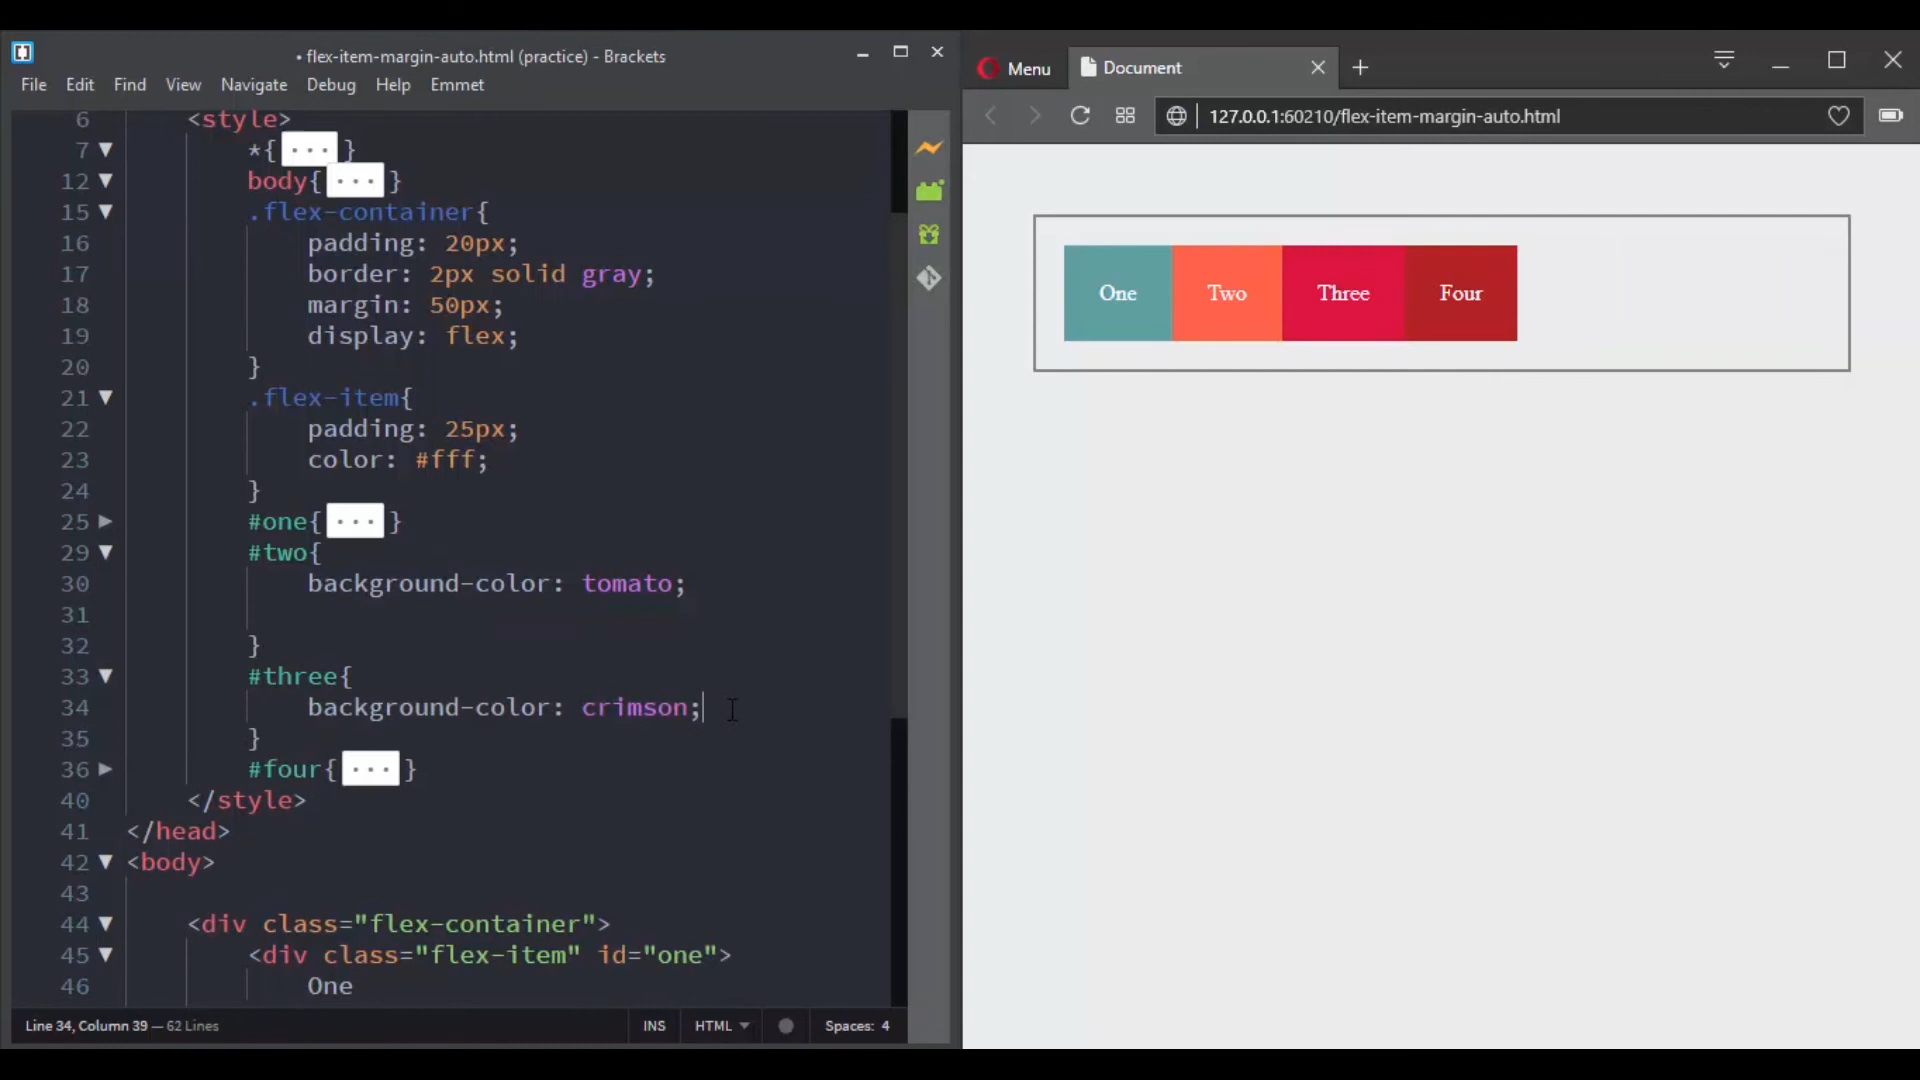 • flex-item-margin-auto.html (practice) - Brackets
File Edit Find View Navigate Debug Help Emmet
6 <style>
7 *{ ... }
12 body{ ... }
15 .flex-container{
16 padding: 20px;
17 border: 2px solid gray;
18 margin: 50px;
19 display: flex;
20 }
21 .flex-item{
22 padding: 25px;
23 color: #fff;
24 }
25 #one{ ... }
29 #two{
30 background-color: tomato;
31
32 }
33 #three{
34 background-color: crimson;
35 }
36 #four{ ... }
40 </style>
41 </head>
42 <body>
43
44 <div class="flex-container">
45 <div class="flex-item" id="one">
46 One
Line 34, Column 39 — 62 Lines
INS HTML Spaces: 4
Menu Document
127.0.0.1:60210/flex-item-margin-auto.html
One Two Three Four